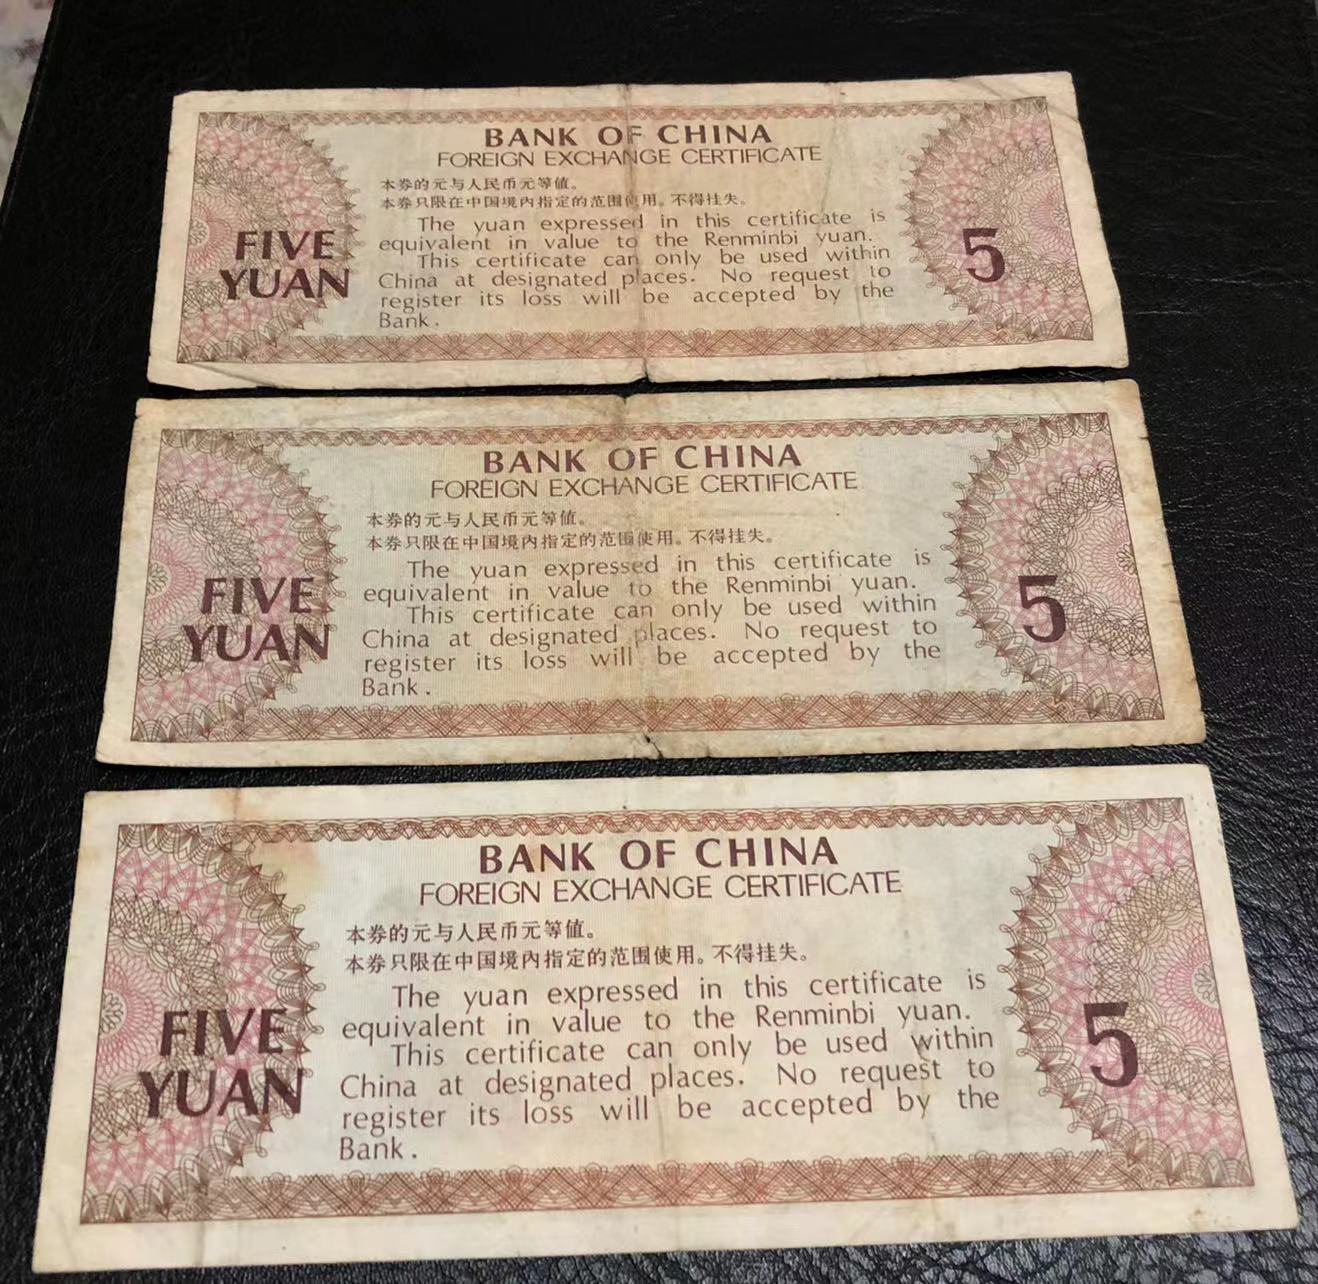 BANK OF CHINA
FOREIGN EXCHANGE CERTIFICATE
本券的元与人民币元等值。
本券只限在中国境内指定的范围使用。不得挂失。
The yuan expressed in this certificate is
equivalent in value to the Renminbi yuan.
This certificate can only be used within
China at designated places. No request to
register its loss will be accepted by the
Bank.
FIVE
YUAN
5
BANK OF CHINA
FOREIGN EXCHANGE CERTIFICATE
本券的元与人民币元等值。
本券只限在中国境内指定的范围使用。不得挂失。
The yuan expressed in this certificate is
equivalent in value to the Renminbi yuan.
This certificate can only be used within
China at designated places. No request to
register its loss will be accepted by the
Bank.
FIVE
YUAN
5
BANK OF CHINA
FOREIGN EXCHANGE CERTIFICATE
本券的元与人民币元等值。
本券只限在中国境内指定的范围使用。不得挂失。
The yuan expressed in this certificate is
equivalent in value to the Renminbi yuan.
This certificate can only be used within
China at designated places. No request to
register its loss will be accepted by the
Bank.
FIVE
YUAN
5